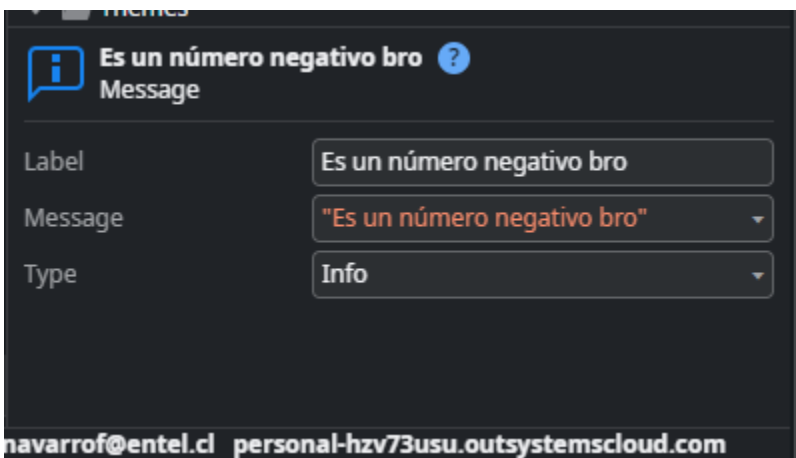 Themes
Es un número negativo bro ?
Message
Label Es un número negativo bro
Message "Es un número negativo bro"
Type Info
navarrof@entel.cl personal-hzv73usu.outsystemscloud.com